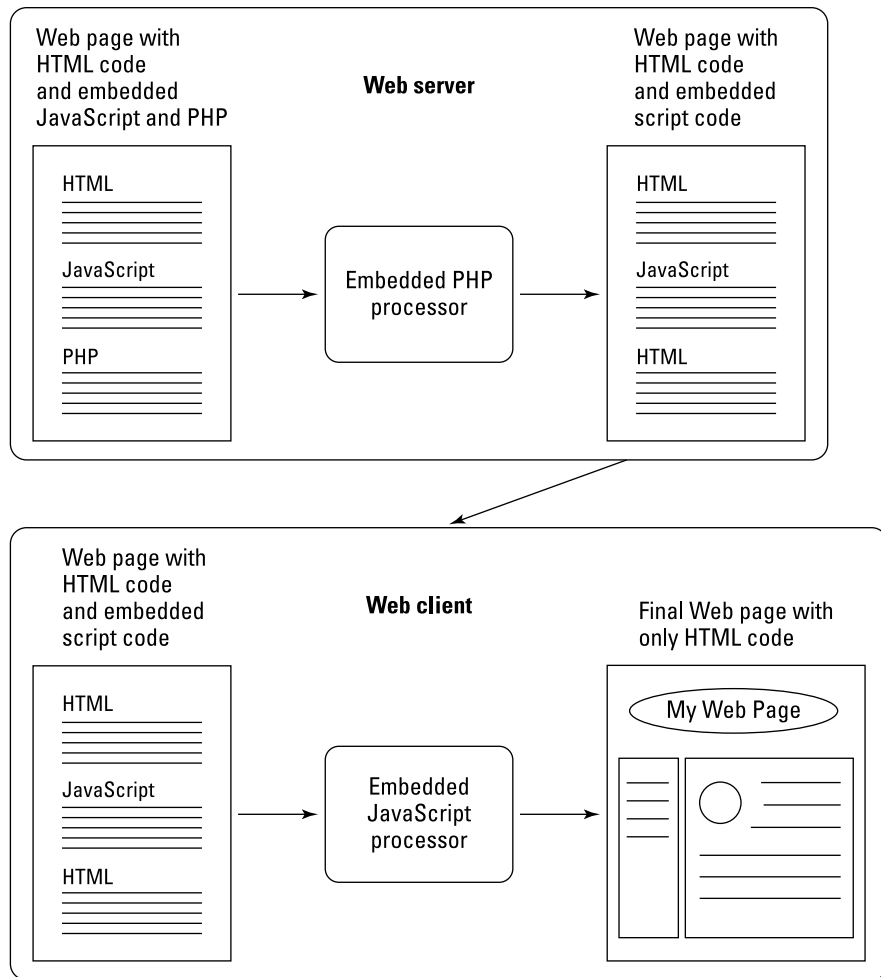 Web page with
HTML code
and embedded
JavaScript and PHP
Web server
Web page with
HTML code
and embedded
script code
HTML
JavaScript
PHP
Embedded PHP
processor
HTML
JavaScript
HTML
Web page with
HTML code
and embedded
script code
Web client
Final Web page with
only HTML code
HTML
JavaScript
HTML
Embedded
JavaScript
processor
My Web Page